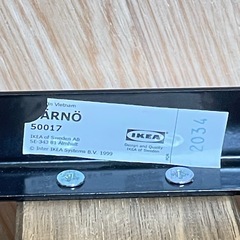 in Vietnam
ARNÖ
50017
IKEA of Sweden AB
SE-343 81 Älmhult
© Inter IKEA Systems B.V. 1999
IKEA
Design and Quality
IKEA of Sweden
2034